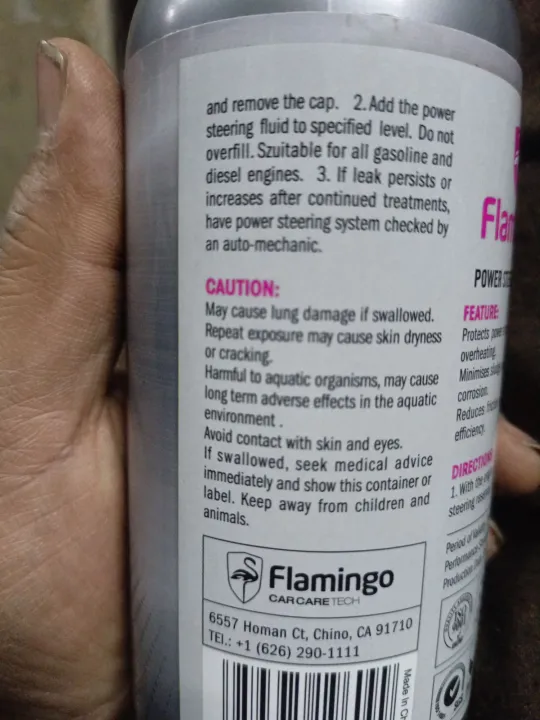 and remove the cap. 2. Add the power
steering fluid to specified level. Do not
overfill. Szuitable for all gasoline and
diesel engines. 3. If leak persists or
increases after continued treatments,
have power steering system checked by
an auto-mechanic.
CAUTION:
May cause lung damage if swallowed.
Repeat exposure may cause skin dryness
or cracking.
Harmful to aquatic organisms, may cause
long term adverse effects in the aquatic
environment .
Avoid contact with skin and eyes.
If swallowed, seek medical advice
immediately and show this container or
label. Keep away from children and
animals.
Flamingo
CAR CARE TECH
6557 Homan Ct, Chino, CA 91710
TEL.: +1 (626) 290-1111
Made in
POWER
FEATURE:
Protects power
overheating.
Minimises
corrosion.
Reduces
efficiency.
DIRECTIONS
1. With the
steering
Period of
Performance
Production